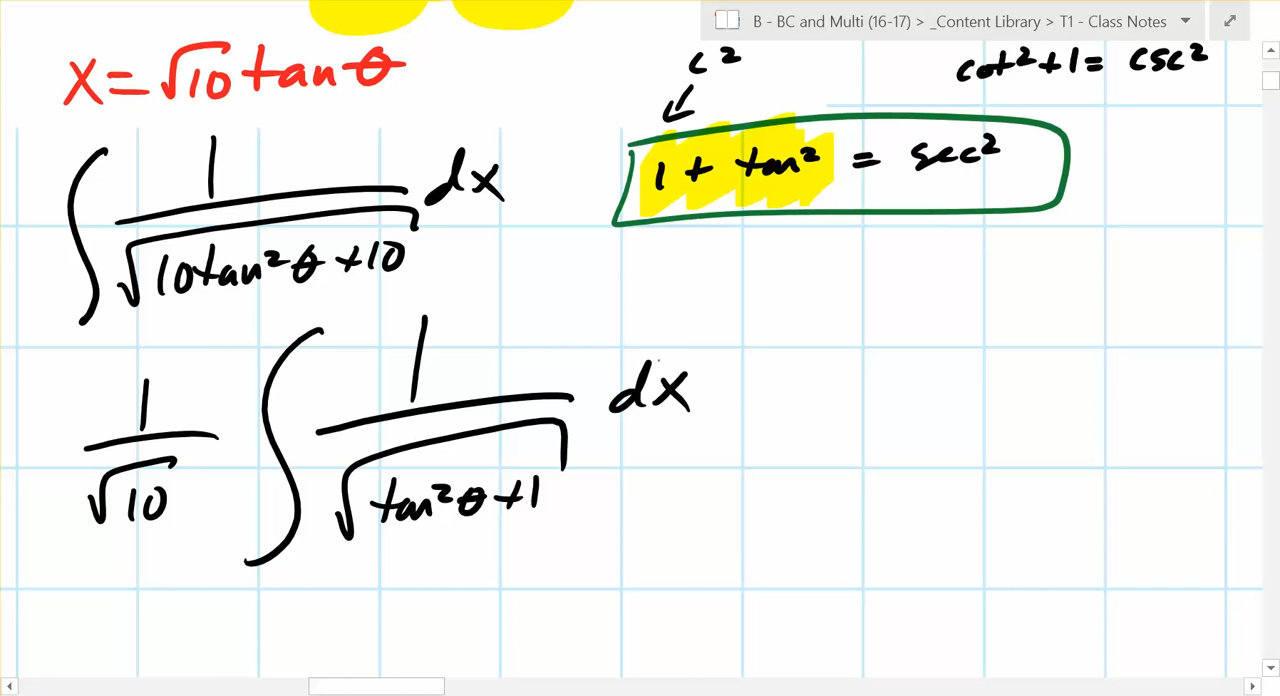 B - BC and Multi (16-17) > _Content Library > T1 - Class Notes
x = √10 tan θ
c²
cot² + 1 = csc²
1 + tan² = sec²
∫ 1/√(10tan²θ + 10) dx
1/√10 ∫ 1/√(tan²θ + 1) dx